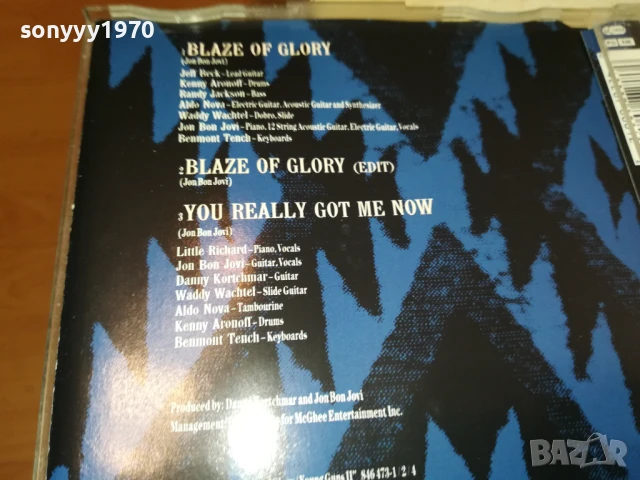 sonyyy1970
1 BLAZE OF GLORY
(Jon Bon Jovi)
Jeff Beck – Lead Guitar
Kenny Aronoff – Drums
Randy Jackson – Bass
Aldo Nova – Electric Guitar, Acoustic Guitar and Synthesizer
Waddy Wachtel – Dobro, Slide
Jon Bon Jovi – Piano, 12 String Acoustic Guitar, Electric Guitar, Vocals
Benmont Tench – Keyboards
2 BLAZE OF GLORY (EDIT)
(Jon Bon Jovi)
3 YOU REALLY GOT ME NOW
(Jon Bon Jovi)
Little Richard – Piano, Vocals
Jon Bon Jovi – Guitar, Vocals
Danny Kortchmar – Guitar
Waddy Wachtel – Slide Guitar
Aldo Nova – Tambourine
Kenny Aronoff – Drums
Benmont Tench – Keyboards
Produced by: Kortchmar and Jon Bon Jovi
Management: for McGhee Entertainment Inc.
Young Guns II" 846 473-1/2/4
BAZAR
bg